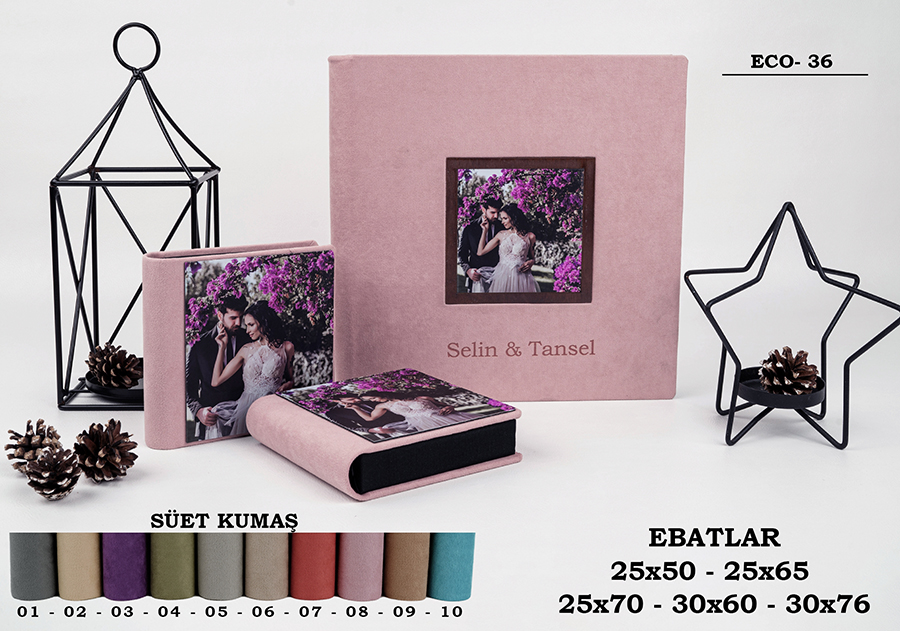 ECO- 36
Selin & Tansel
SÜET KUMAŞ
01 - 02 - 03 - 04 - 05 - 06 - 07 - 08 - 09 - 10
EBATLAR
25x50 - 25x65
25x70 - 30x60 - 30x76